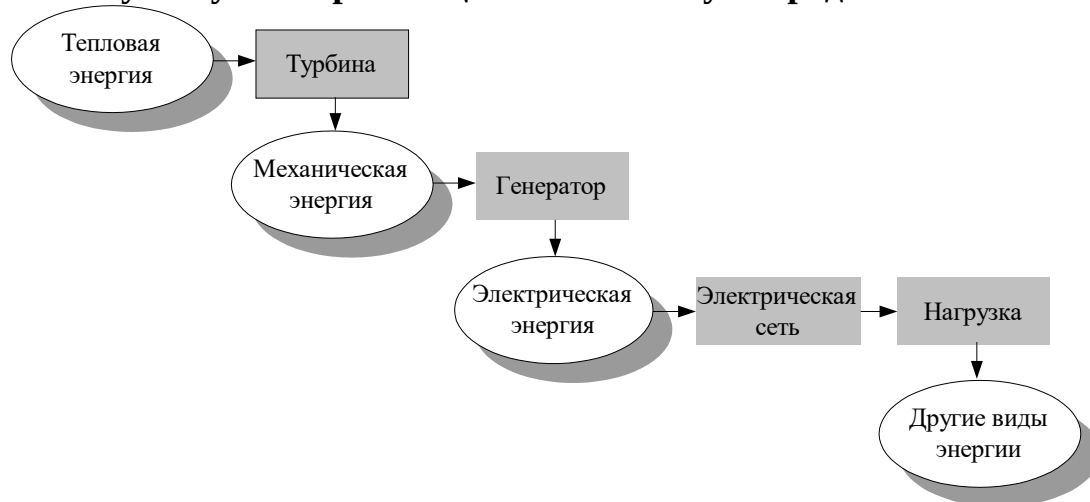 Тепловая
энергия
Турбина
Механическая
энергия
Генератор
Электрическая
энергия
Электрическая
сеть
Нагрузка
Другие виды
энергии